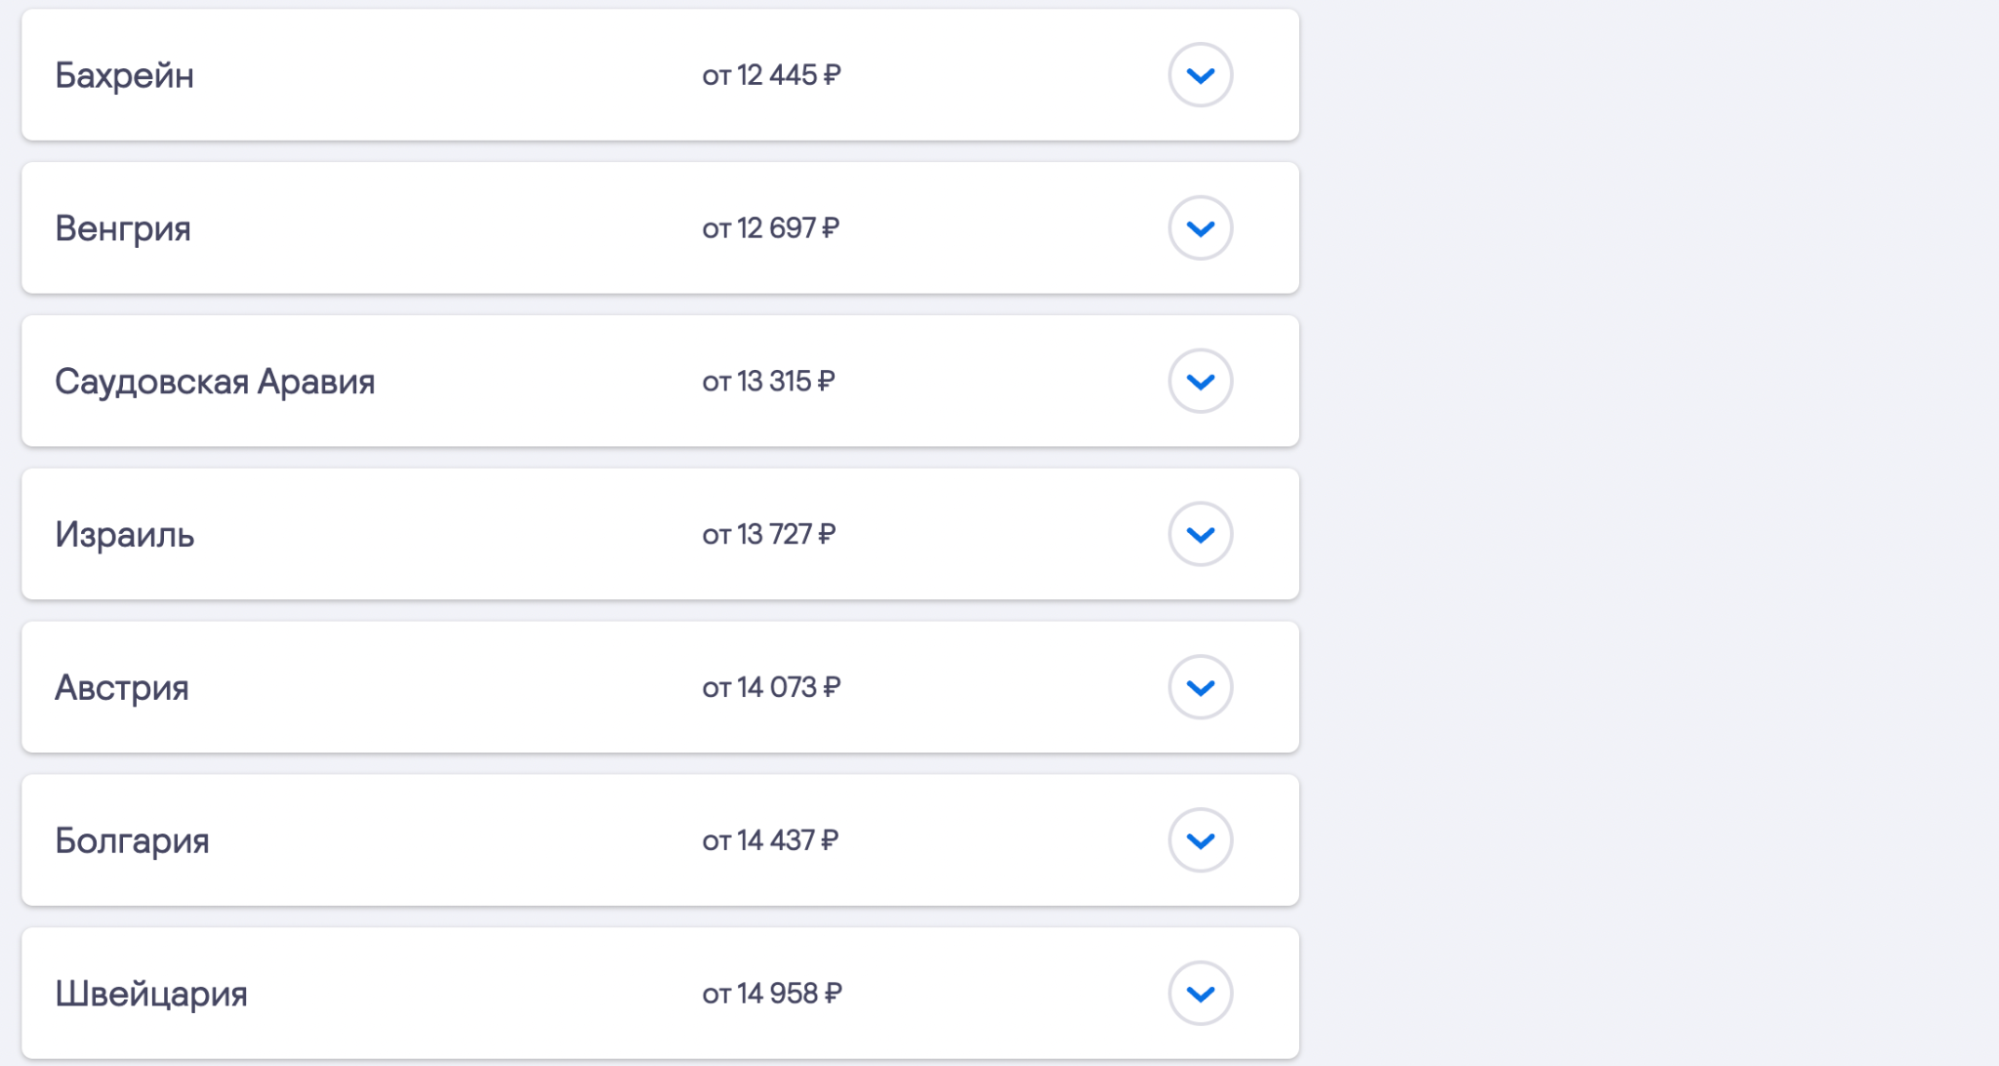 Бахрейн от 12 445 ₽
Венгрия от 12 697 ₽
Саудовская Аравия от 13 315 ₽
Израиль от 13 727 ₽
Австрия от 14 073 ₽
Болгария от 14 437 ₽
Швейцария от 14 958 ₽